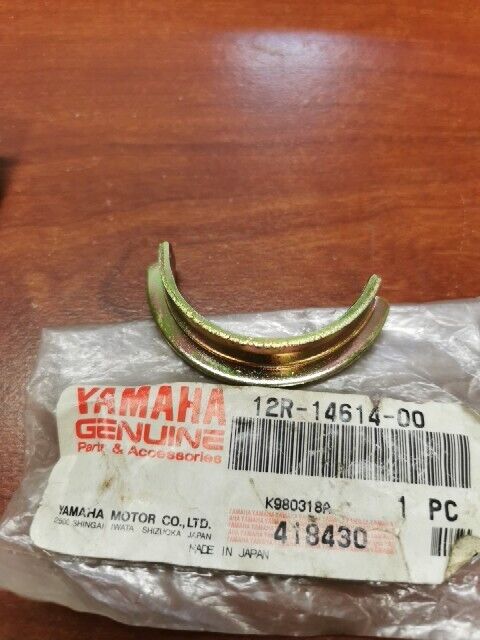 YAMAHA
GENUINE
Parts & Accessories
12R-14614-00
K980318A
1 PC
YAMAHA MOTOR CO., LTD.
2500 SHINGAI IWATA SHIZUOKA JAPAN
418430
MADE IN JAPAN